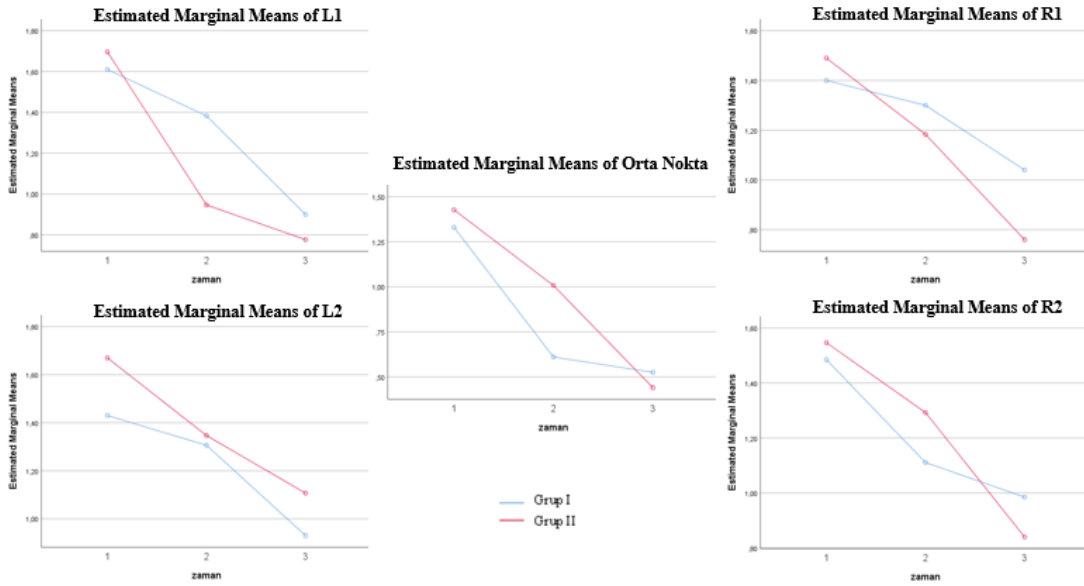 Estimated Marginal Means of L1
Estimated Marginal Means
1,80
1,60
1,40
1,20
1,00
,80
1 2 3
zaman
Estimated Marginal Means of L2
Estimated Marginal Means
1,80
1,60
1,40
1,20
1,00
1 2 3
zaman
Estimated Marginal Means of Orta Nokta
Estimated Marginal Means
1,50
1,25
1,00
,75
,50
1 2 3
zaman
Grup I
Grup II
Estimated Marginal Means of R1
Estimated Marginal Means
1,60
1,40
1,20
1,00
,80
1 2 3
zaman
Estimated Marginal Means of R2
Estimated Marginal Means
1,60
1,40
1,20
1,00
,80
1 2 3
zaman